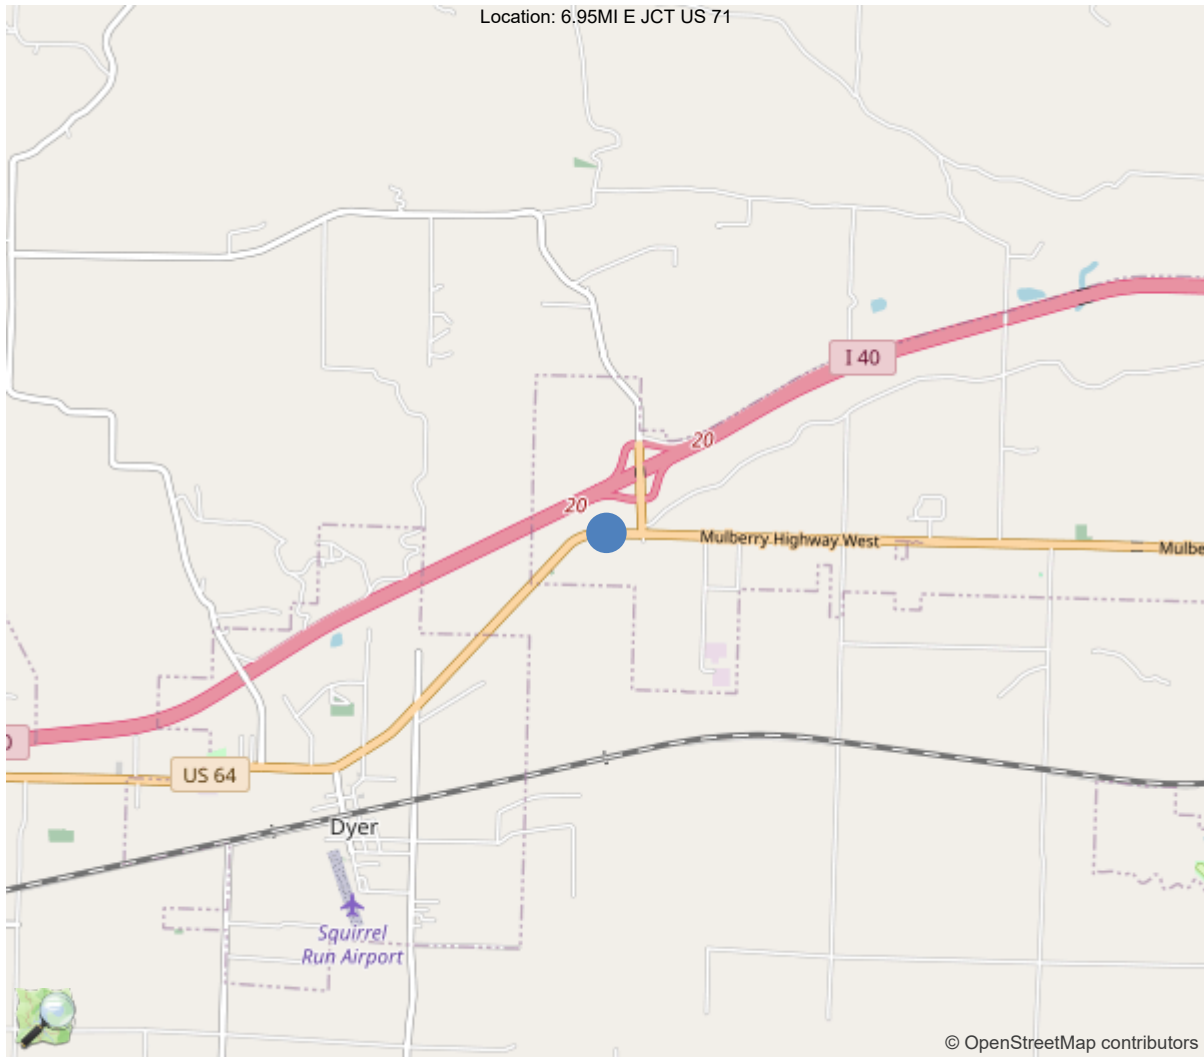 Location: 6.95MI E JCT US 71
I 40
20
20
Mulberry Highway West
Mulbe
US 64
Dyer
Squirrel
Run Airport
© OpenStreetMap contributors